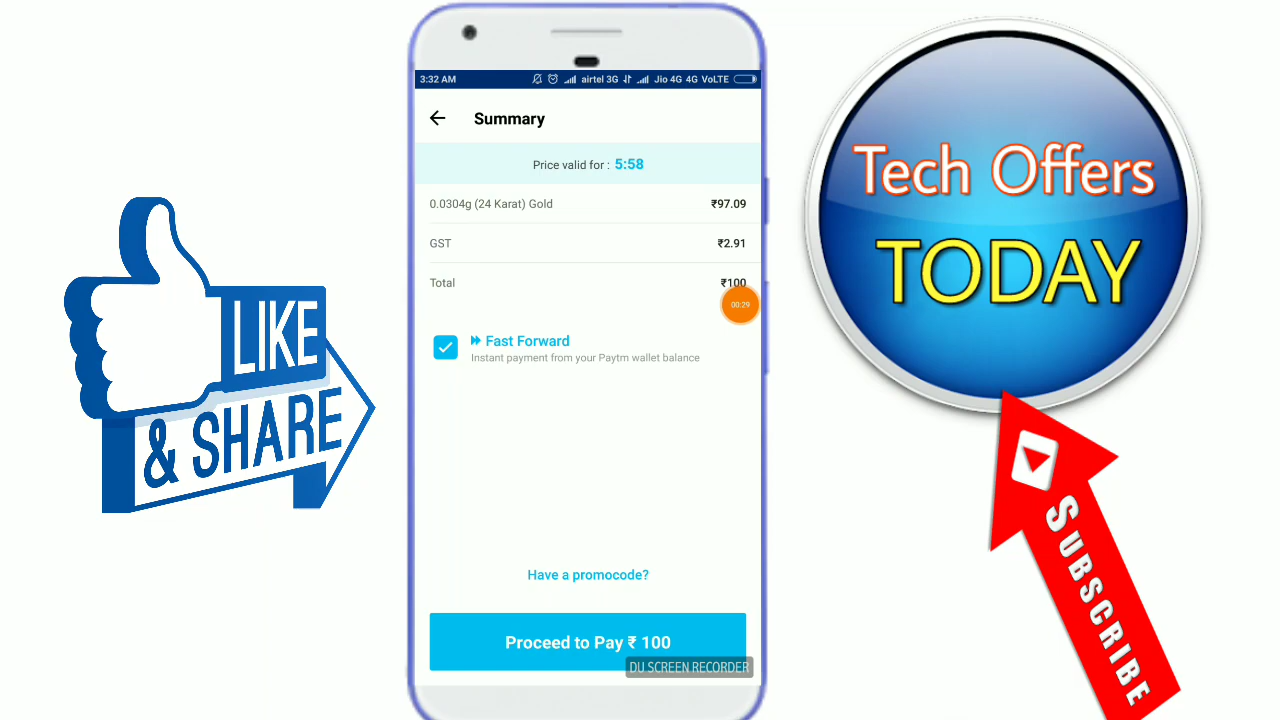 LIKE
& SHARE
3:32 AM airtel 3G Jio 4G 4G VoLTE
Summary
Price valid for : 5:58
0.0304g (24 Karat) Gold ₹97.09
GST ₹2.91
Total ₹100
00:29
Fast Forward
Instant payment from your Paytm wallet balance
Have a promocode?
Proceed to Pay ₹ 100
DU SCREEN RECORDER
Tech Offers
TODAY
SUBSCRIBE